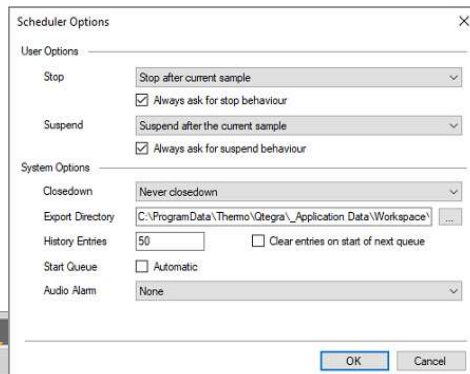 Scheduler Options
User Options
Stop Stop after current sample
Always ask for stop behaviour
Suspend Suspend after the current sample
Always ask for suspend behaviour
System Options
Closedown Never closedown
Export Directory C:\ProgramData\Thermo\Qtegra\_Application Data\Workspace\ ...
History Entries 50 Clear entries on start of next queue
Start Queue Automatic
Audio Alarm None
OK Cancel